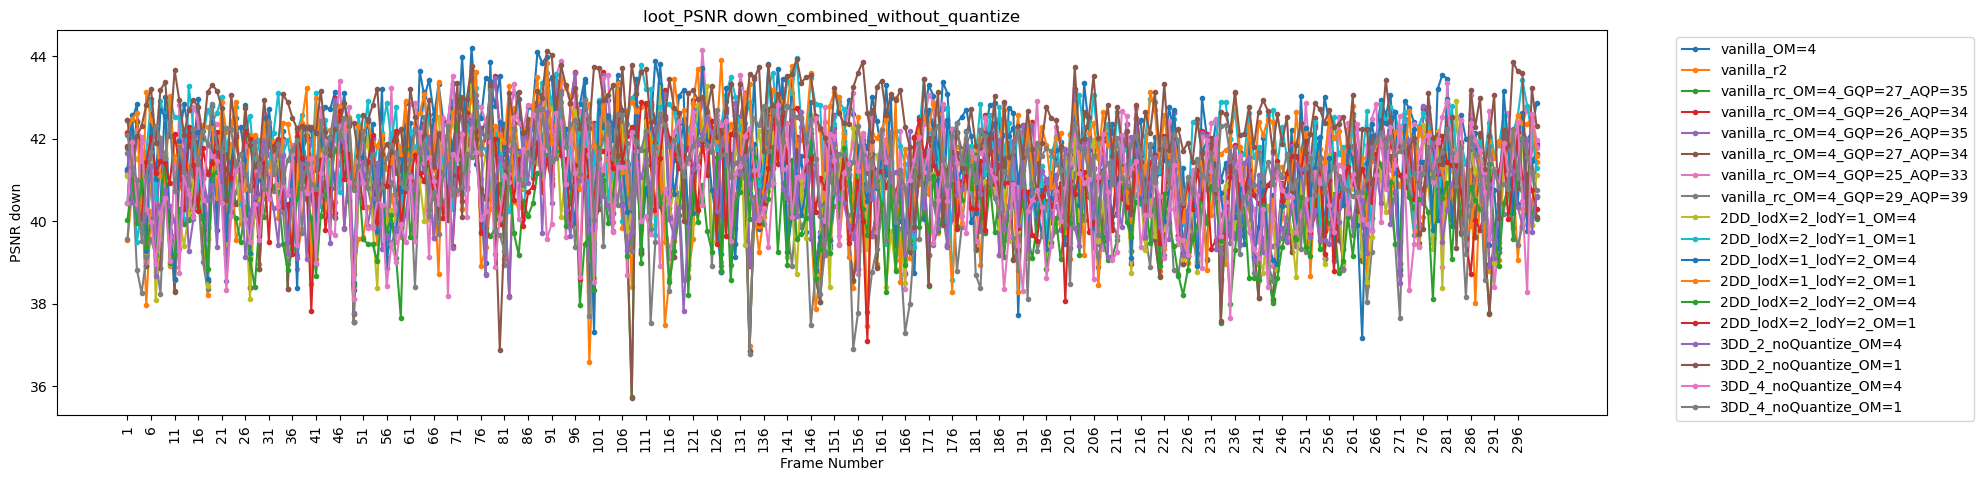 loot_PSNR down_combined_without_quantize
PSNR down
44
42
40
38
36
1 6 11 16 21 26 31 36 41 46 51 56 61 66 71 76 81 86 91 96 101 106 111 116 121 126 131 136 141 146 151 156 161 166 171 176 181 186 191 196 201 206 211 216 221 226 231 236 241 246 251 256 261 266 271 276 281 286 291 296
Frame Number
vanilla_OM=4
vanilla_r2
vanilla_rc_OM=4_GQP=27_AQP=35
vanilla_rc_OM=4_GQP=26_AQP=34
vanilla_rc_OM=4_GQP=26_AQP=35
vanilla_rc_OM=4_GQP=27_AQP=34
vanilla_rc_OM=4_GQP=25_AQP=33
vanilla_rc_OM=4_GQP=29_AQP=39
2DD_lodX=2_lodY=1_OM=4
2DD_lodX=2_lodY=1_OM=1
2DD_lodX=1_lodY=2_OM=4
2DD_lodX=1_lodY=2_OM=1
2DD_lodX=2_lodY=2_OM=4
2DD_lodX=2_lodY=2_OM=1
3DD_2_noQuantize_OM=4
3DD_2_noQuantize_OM=1
3DD_4_noQuantize_OM=4
3DD_4_noQuantize_OM=1